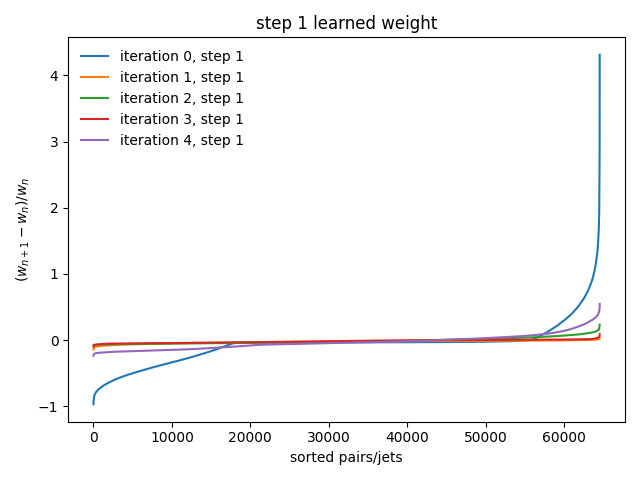 step 1 learned weight
iteration 0, step 1
iteration 1, step 1
iteration 2, step 1
iteration 3, step 1
iteration 4, step 1
(w_{n+1} − w_n)/w_n
4
3
2
1
0
−1
0 10000 20000 30000 40000 50000 60000
sorted pairs/jets